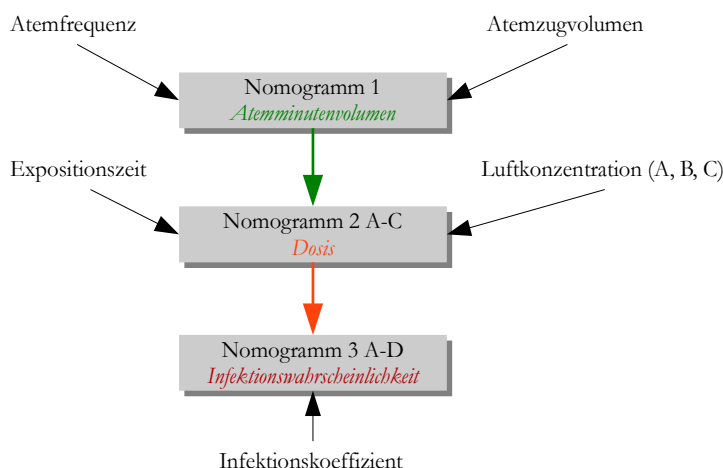 Atemfrequenz
Atemzugvolumen
Nomogramm 1
Atemminutenvolumen
Expositionszeit
Luftkonzentration (A, B, C)
Nomogramm 2 A-C
Dosis
Nomogramm 3 A-D
Infektionswahrscheinlichkeit
Infektionskoeffizient